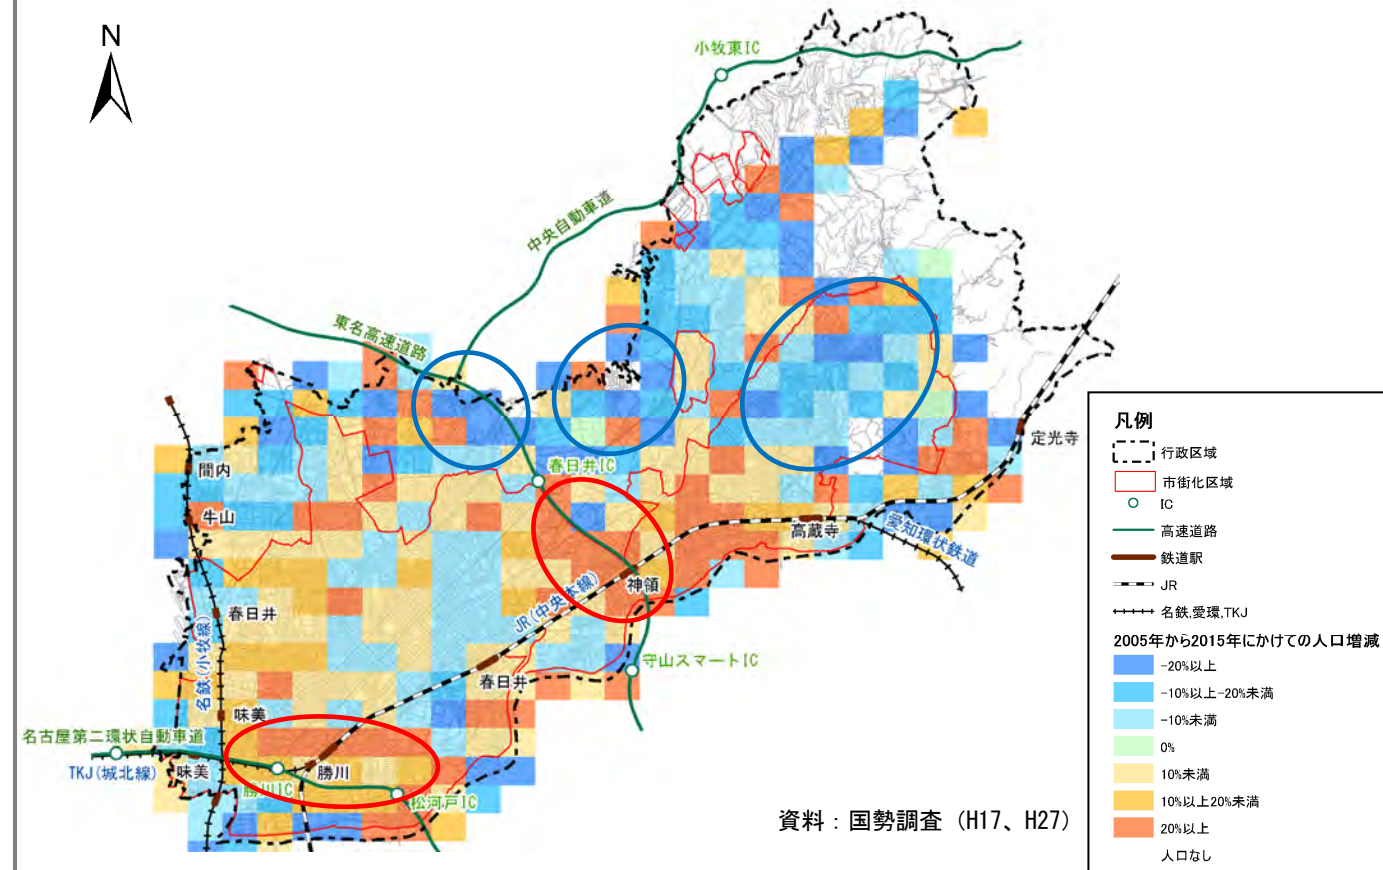 N
小牧東IC
中央自動車道
東名高速道路
間内
牛山
春日井IC
定光寺
高蔵寺
愛知環状鉄道
神領
JR(中央本線)
春日井
名鉄(小牧線)
守山スマートIC
春日井
味美
名古屋第二環状自動車道
TKJ(城北線)
味美
勝川
勝川IC
松河戸IC
資料：国勢調査（H17、H27）
凡例
行政区域
市街化区域
IC
高速道路
鉄道駅
JR
名鉄,愛環,TKJ
2005年から2015年にかけての人口増減
-20%以上
-10%以上-20%未満
-10%未満
0%
10%未満
10%以上20%未満
20%以上
人口なし